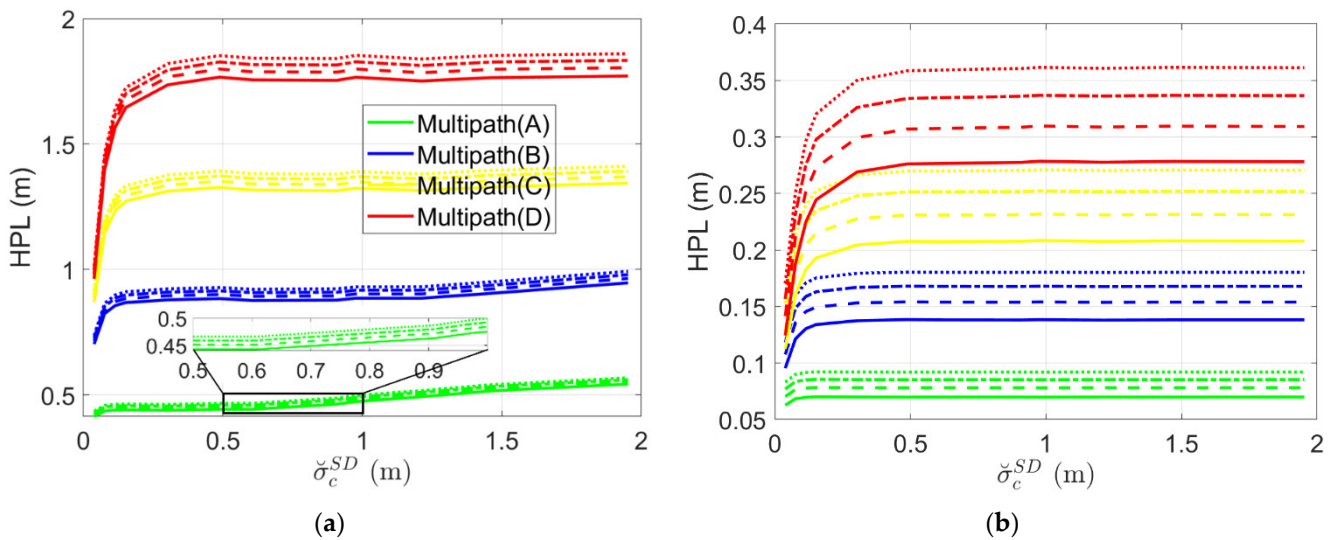 HPL (m)
2
1.5
1
0.5
0
0.5
1
1.5
2
σ̆_c^{SD} (m)
Multipath(A)
Multipath(B)
Multipath(C)
Multipath(D)
0.5
0.45
0.5
0.6
0.7
0.8
0.9
(a)
HPL (m)
0.4
0.35
0.3
0.25
0.2
0.15
0.1
0.05
0
0.5
1
1.5
2
σ̆_c^{SD} (m)
(b)